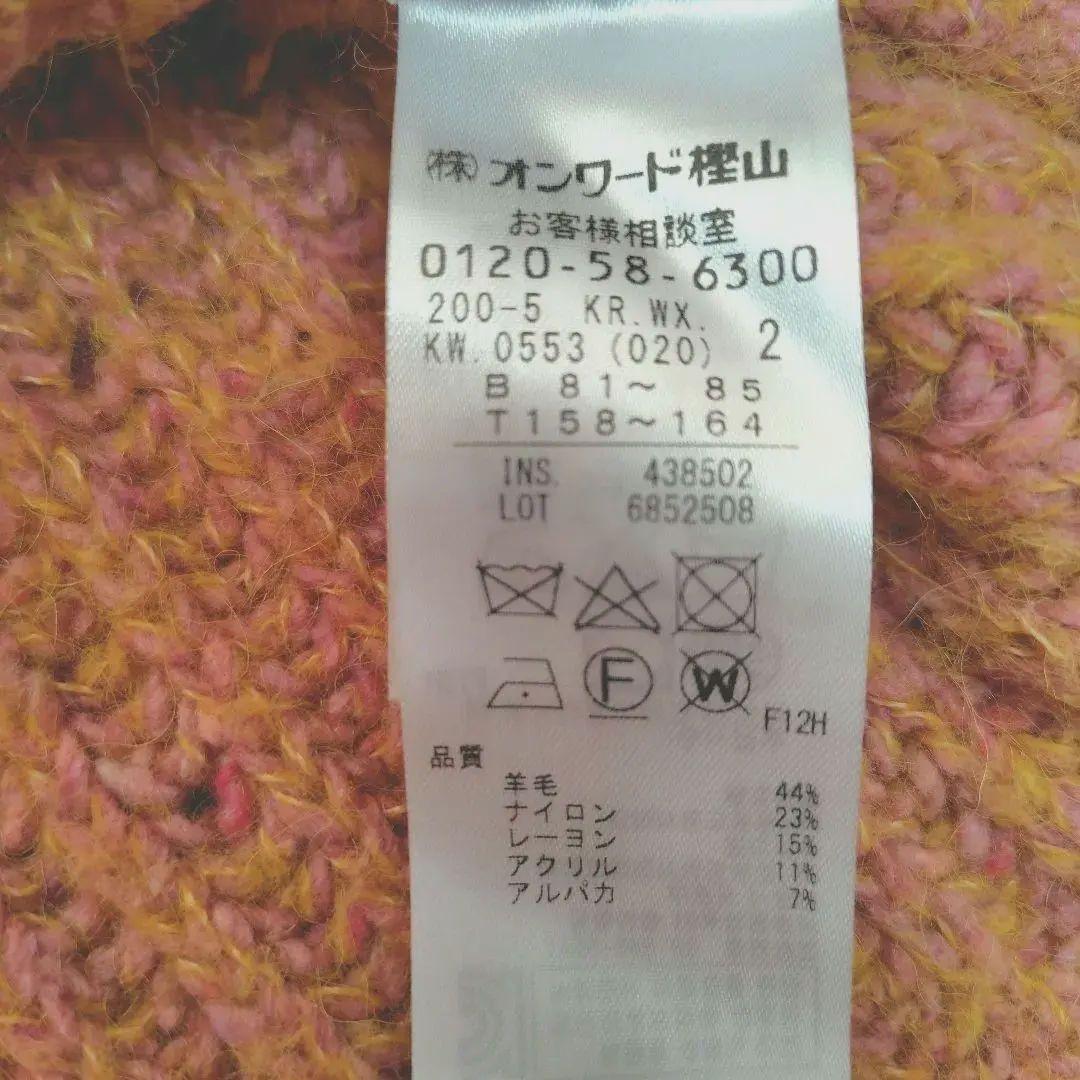 (株) オンワード樫山
お客様相談室
0120-58-6300
200-5 KR.WX.
KW.0553 (020) 2
B 81～ 85
T158～164
INS. 438502
LOT 6852508
F
W
F12H
品質
羊毛 44%
ナイロン 23%
レーヨン 15%
アクリル 11%
アルパカ 7%